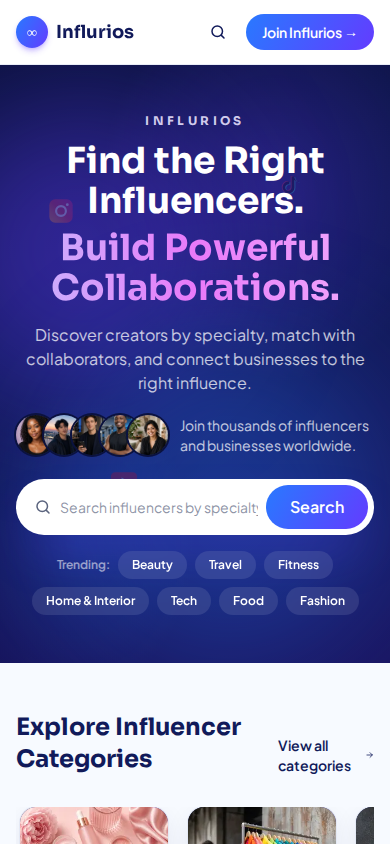 ∞ Influrios
Join Influrios →
INFLURIOS
Find the Right
Influencers.
Build Powerful
Collaborations.
Discover creators by specialty, match with
collaborators, and connect businesses to the
right influence.
Join thousands of influencers
and businesses worldwide.
Search influencers by specialty
Search
Trending:
Beauty
Travel
Fitness
Home & Interior
Tech
Food
Fashion
Explore Influencer
Categories
View all
categories →